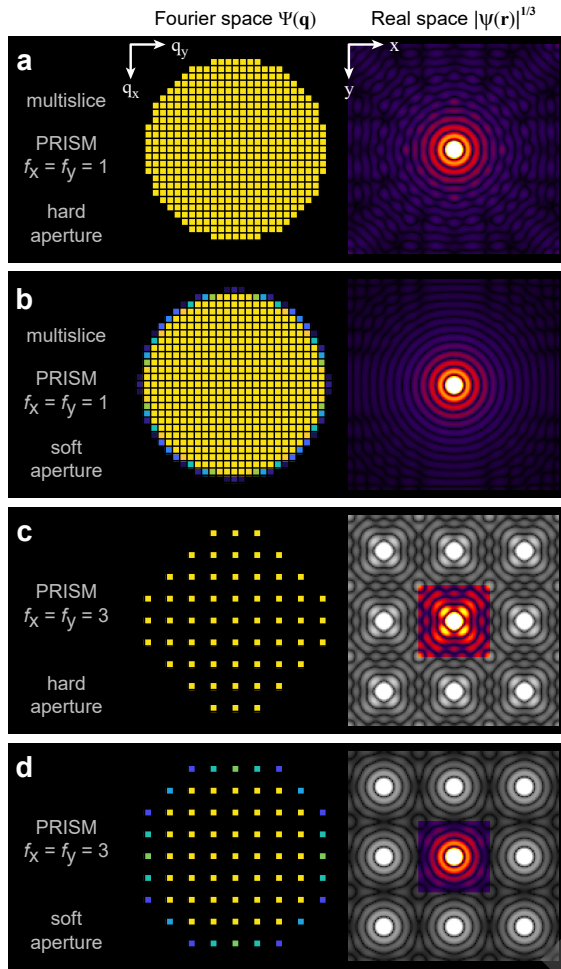 Fourier space Ψ(q)
Real space |ψ(r)|^1/3
a
q_y
q_x
x
y
multislice
PRISM
f_x = f_y = 1
hard
aperture
b
multislice
PRISM
f_x = f_y = 1
soft
aperture
c
PRISM
f_x = f_y = 3
hard
aperture
d
PRISM
f_x = f_y = 3
soft
aperture